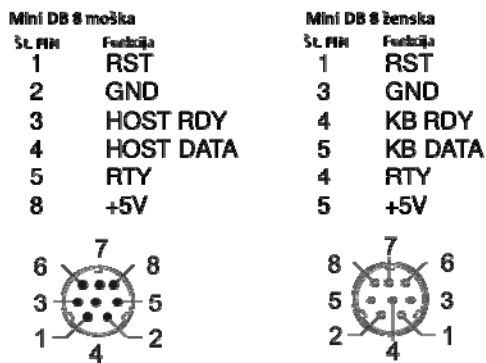 Mini DB 8 moška
Št. PIN Funkcija
1 RST
2 GND
3 HOST RDY
4 HOST DATA
5 RTY
8 +5V
7
6 8
3 5
1 2
4
Mini DB 8 ženska
Št. PIN Funkcija
1 RST
3 GND
4 KB RDY
5 KB DATA
4 RTY
5 +5V
7
8 6
5 3
2 1
4